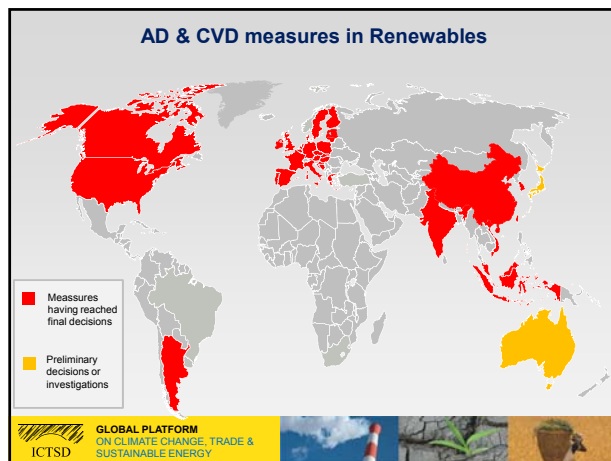 AD & CVD measures in Renewables
Meassures
having reached
final decisions
Preliminary
decisions or
investigations
ICTSD
GLOBAL PLATFORM
ON CLIMATE CHANGE, TRADE &
SUSTAINABLE ENERGY